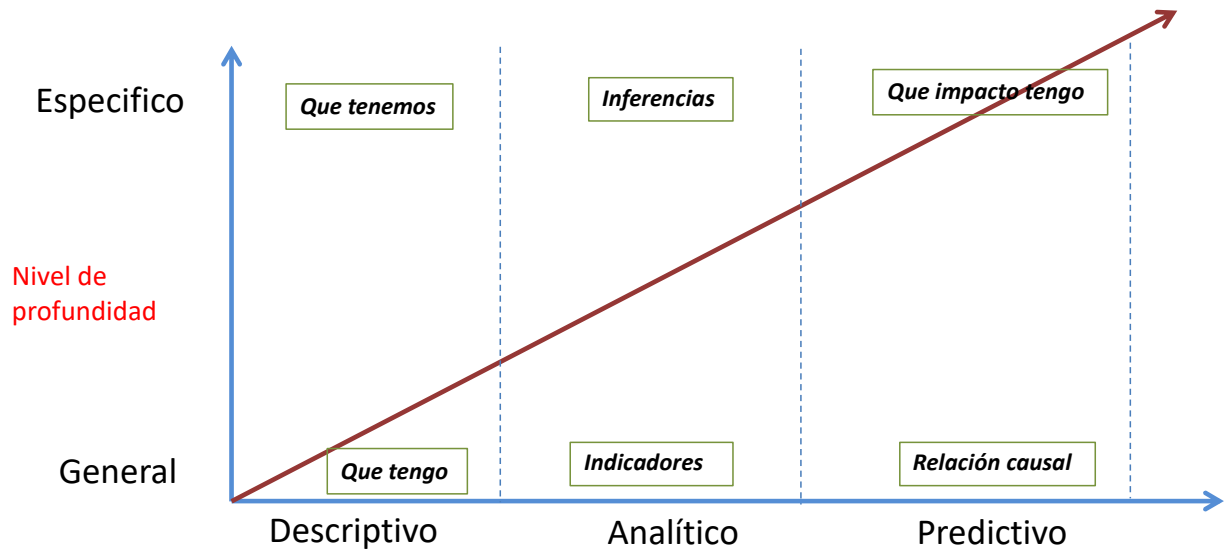 Especifico
Que tenemos
Inferencias
Que impacto tengo
Nivel de
profundidad
General
Que tengo
Indicadores
Relación causal
Descriptivo
Analítico
Predictivo